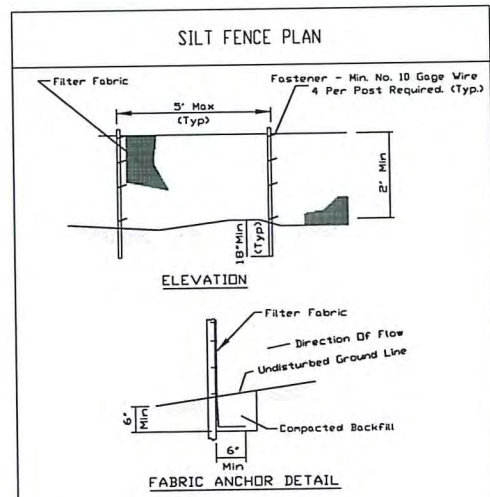 SILT FENCE PLAN
Filter Fabric
Fastener - Min. No. 10 Gage Wire
4 Per Post Required. (Typ.)
5' Max
(Typ)
2' Min
18"Min
(Typ)
ELEVATION
Filter Fabric
Direction Of Flow
Undisturbed Ground Line
6"
Min
Compacted Backfill
6"
Min
FABRIC ANCHOR DETAIL